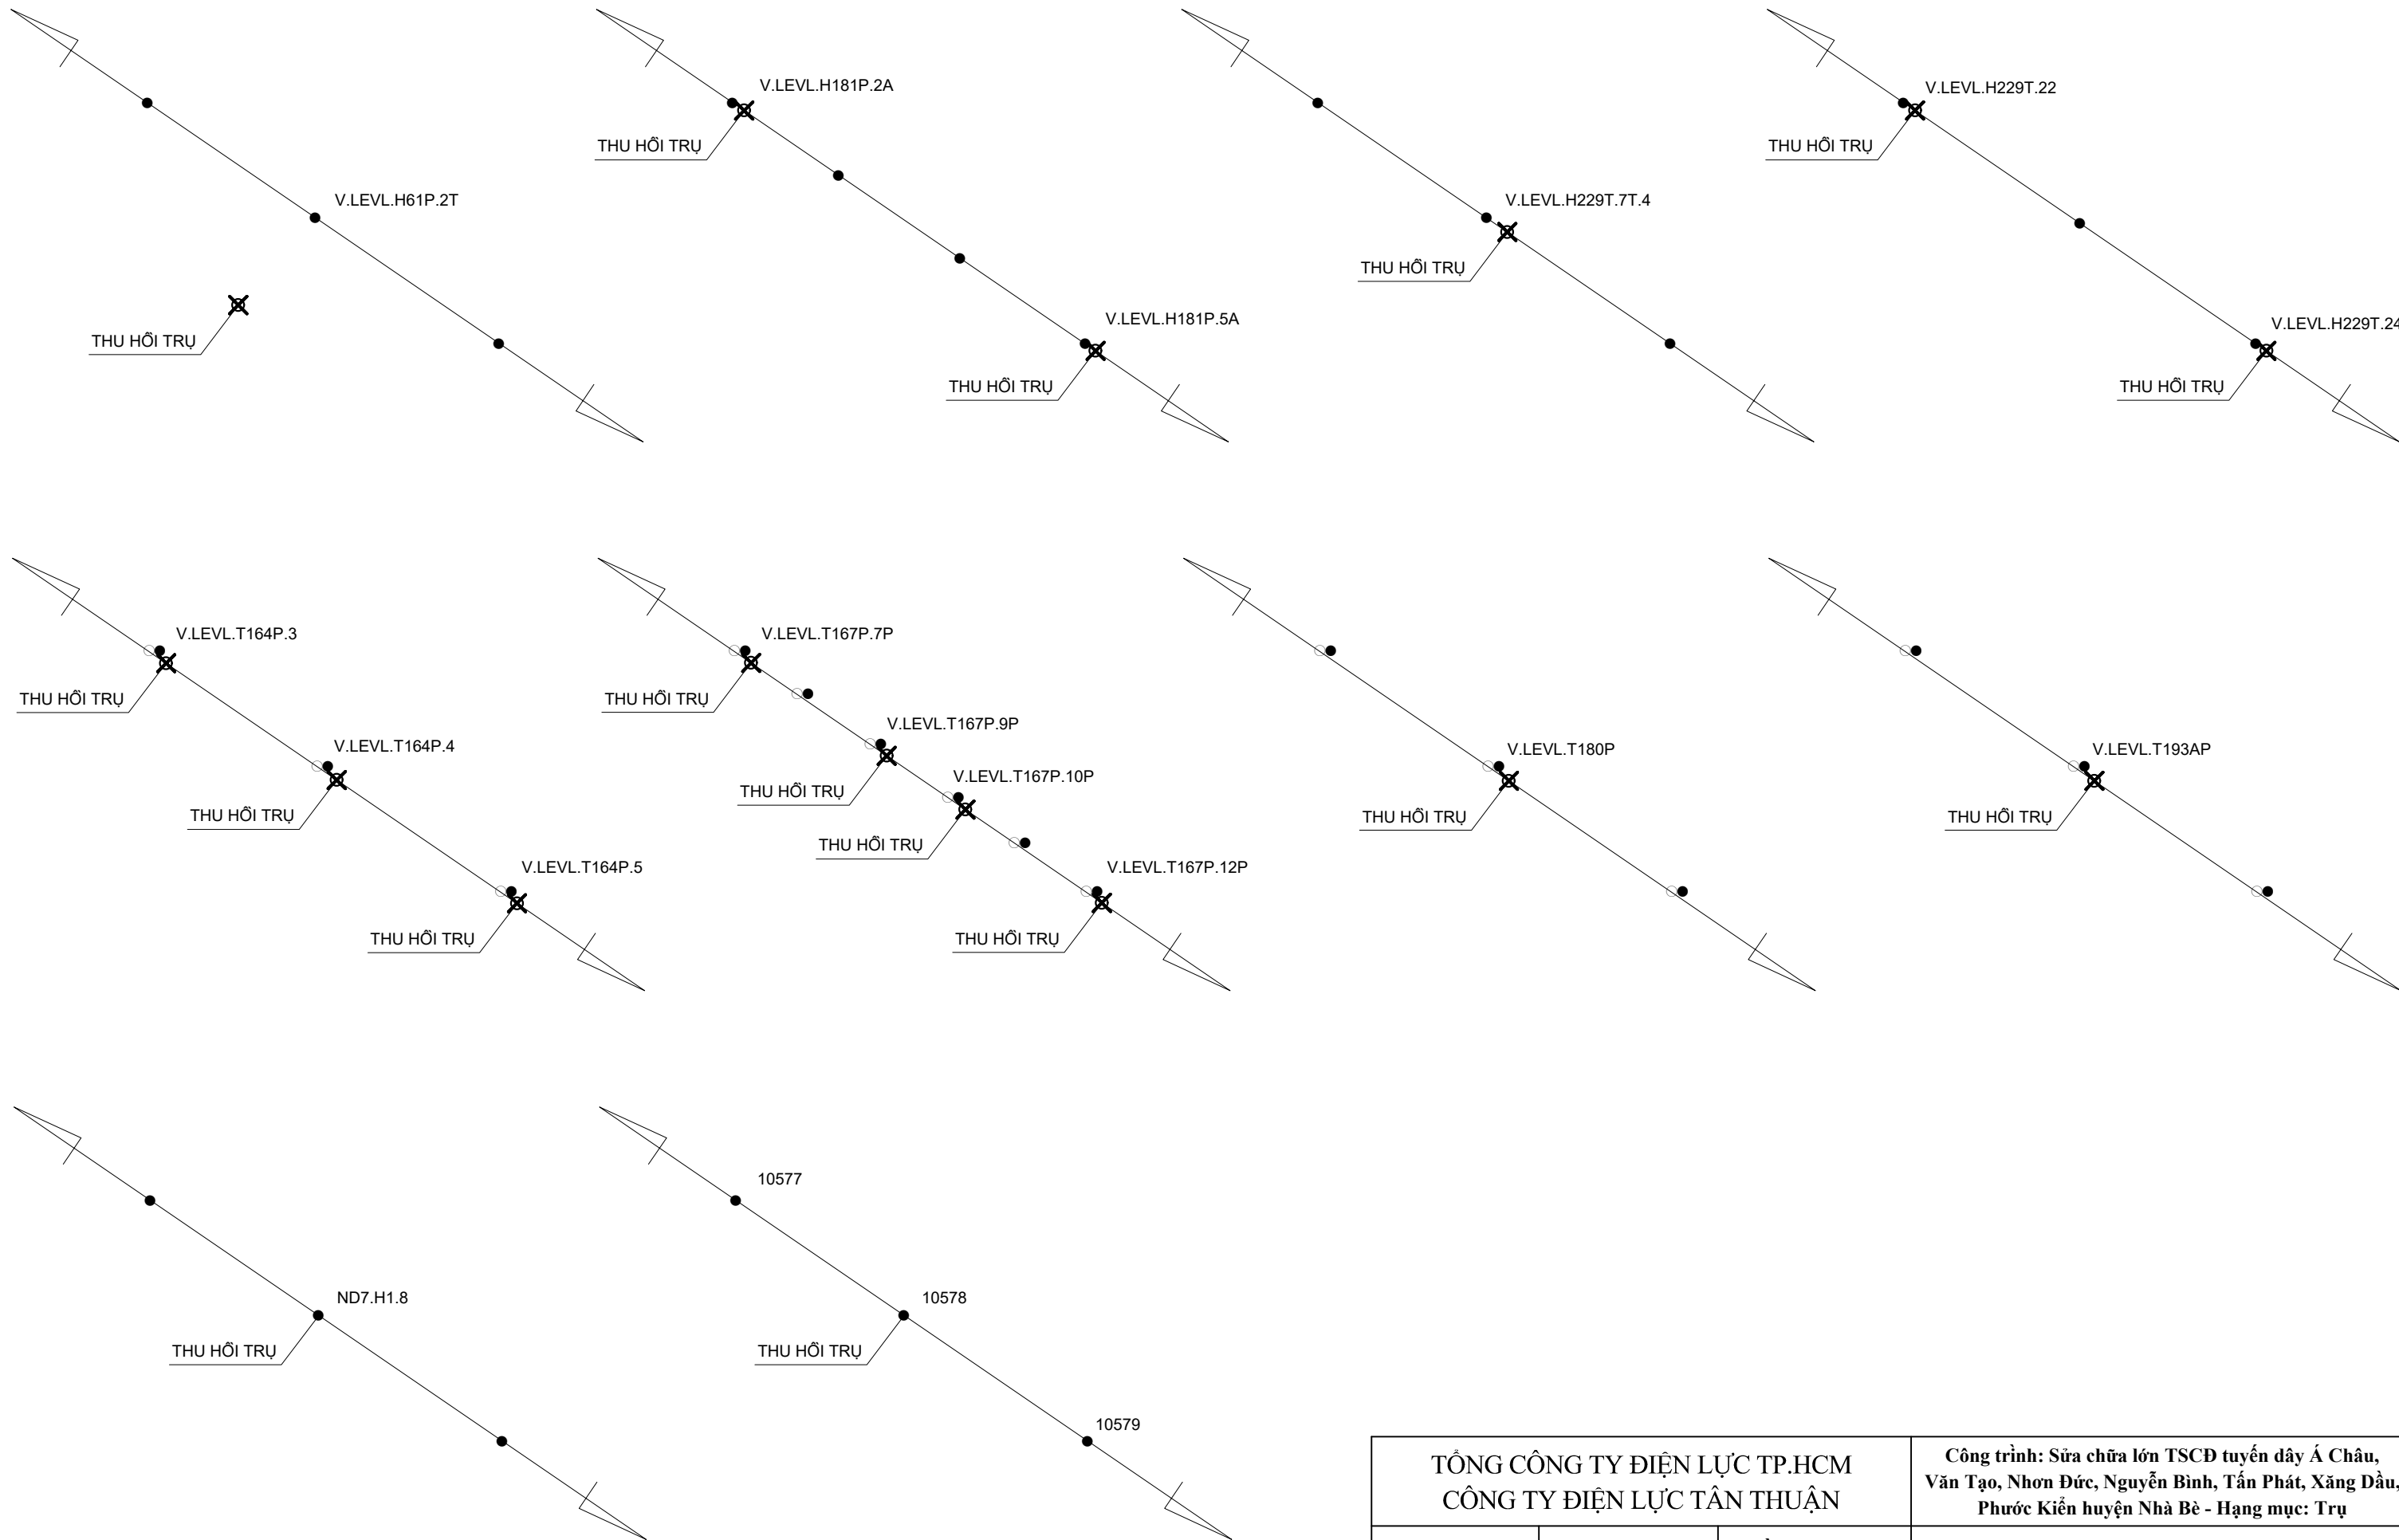 V.LEVL.H61P.2T
THU HỒI TRỤ
V.LEVL.H181P.2A
THU HỒI TRỤ
V.LEVL.H181P.5A
THU HỒI TRỤ
V.LEVL.H229T.7T.4
THU HỒI TRỤ
V.LEVL.H229T.22
THU HỒI TRỤ
V.LEVL.H229T.24
THU HỒI TRỤ
V.LEVL.T164P.3
THU HỒI TRỤ
V.LEVL.T164P.4
THU HỒI TRỤ
V.LEVL.T164P.5
THU HỒI TRỤ
V.LEVL.T167P.7P
THU HỒI TRỤ
V.LEVL.T167P.9P
THU HỒI TRỤ
V.LEVL.T167P.10P
THU HỒI TRỤ
V.LEVL.T167P.12P
THU HỒI TRỤ
V.LEVL.T180P
THU HỒI TRỤ
V.LEVL.T193AP
THU HỒI TRỤ
ND7.H1.8
THU HỒI TRỤ
10577
10578
THU HỒI TRỤ
10579
TỔNG CÔNG TY ĐIỆN LỰC TP.HCM
CÔNG TY ĐIỆN LỰC TÂN THUẬN
Công trình: Sửa chữa lớn TSCĐ tuyến dây Á Châu,
Văn Tạo, Nhơn Đức, Nguyễn Bình, Tấn Phát, Xăng Dầu,
Phước Kiển huyện Nhà Bè - Hạng mục: Trụ